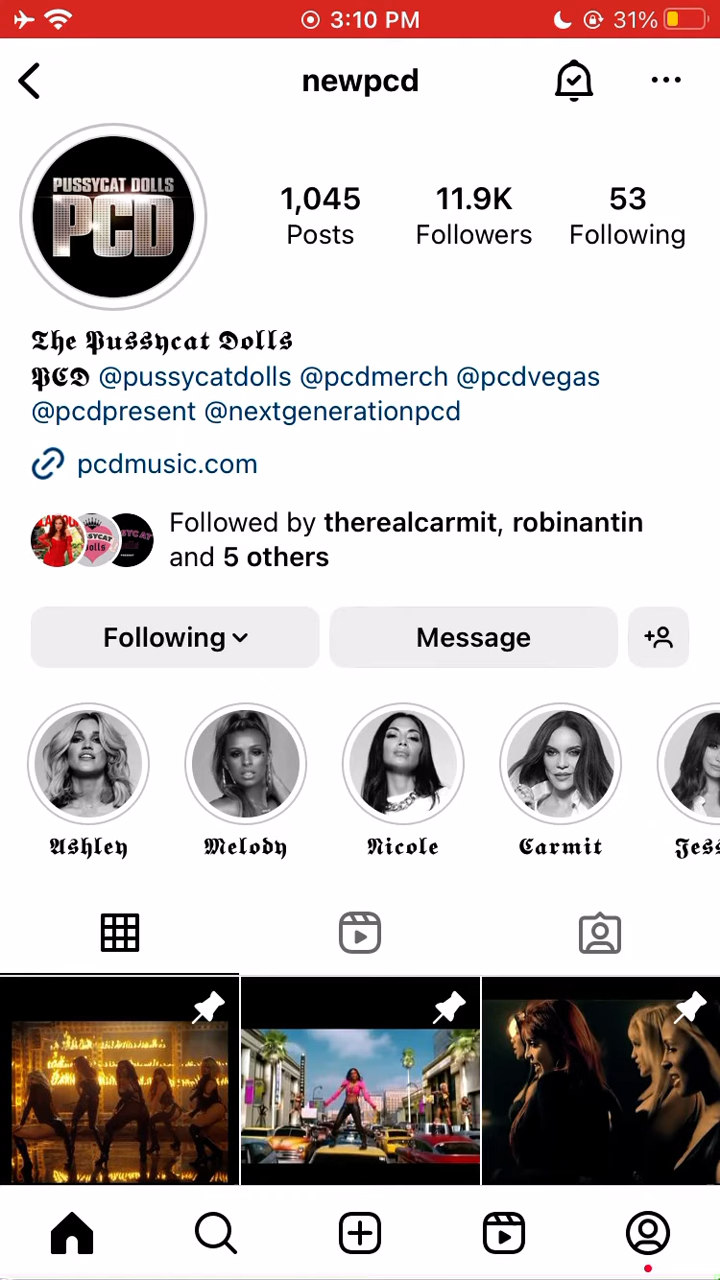 3:10 PM
31%
newpcd
PUSSYCAT DOLLS
PCD
1,045
Posts
11.9K
Followers
53
Following
𝕿𝖍𝖊 𝕻𝖚𝖘𝖘𝖞𝖈𝖆𝖙 𝕯𝖔𝖑𝖑𝖘
𝕻𝕮𝕯 @pussycatdolls @pcdmerch @pcdvegas
@pcdpresent @nextgenerationpcd
pcdmusic.com
Followed by therealcarmit, robinantin
and 5 others
Following
Message
𝕬𝖘𝖍𝖑𝖊𝖞
𝕸𝖊𝖑𝖔𝖉𝖞
𝕹𝖎𝖈𝖔𝖑𝖊
𝕮𝖆𝖗𝖒𝖎𝖙
𝕵𝖊𝖘𝖘